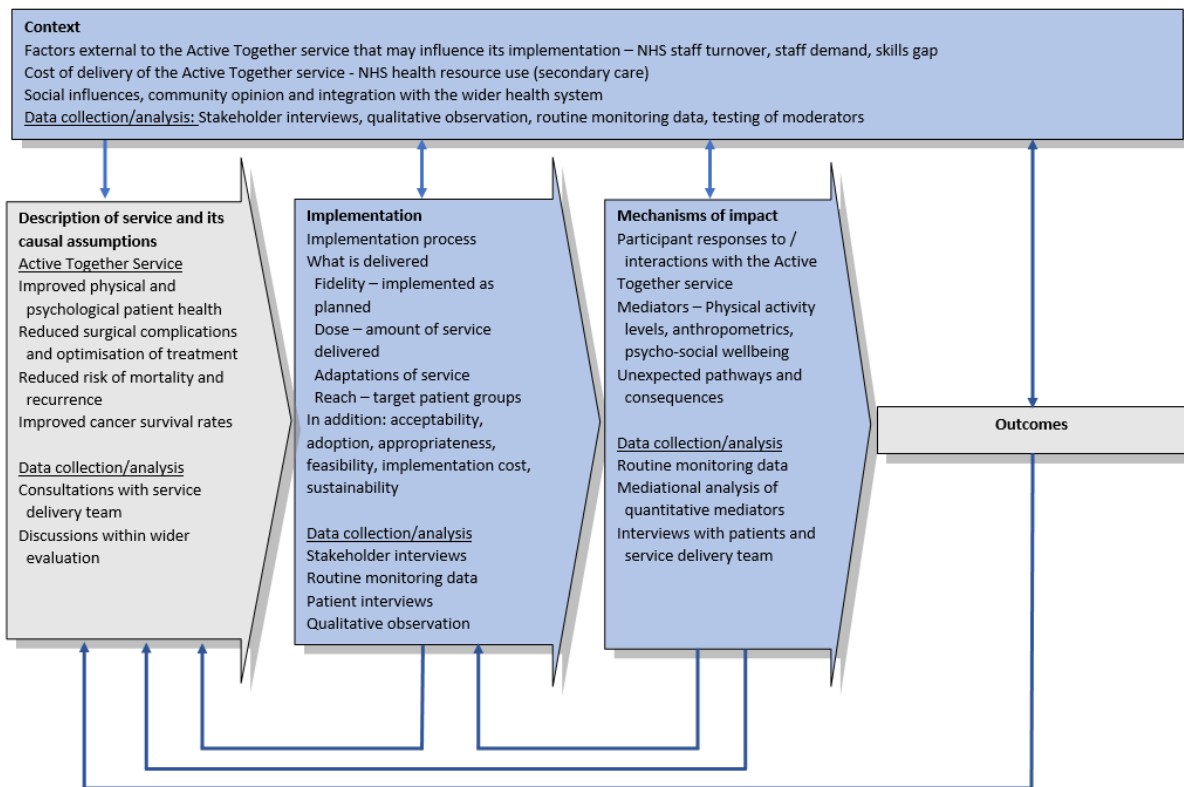 Context
Factors external to the Active Together service that may influence its implementation – NHS staff turnover, staff demand, skills gap
Cost of delivery of the Active Together service - NHS health resource use (secondary care)
Social influences, community opinion and integration with the wider health system
Data collection/analysis: Stakeholder interviews, qualitative observation, routine monitoring data, testing of moderators
Description of service and its
causal assumptions
Active Together Service
Improved physical and
psychological patient health
Reduced surgical complications
and optimisation of treatment
Reduced risk of mortality and
recurrence
Improved cancer survival rates
Data collection/analysis
Consultations with service
delivery team
Discussions within wider
evaluation
Implementation
Implementation process
What is delivered
Fidelity – implemented as
planned
Dose – amount of service
delivered
Adaptations of service
Reach – target patient groups
In addition: acceptability,
adoption, appropriateness,
feasibility, implementation cost,
sustainability
Data collection/analysis
Stakeholder interviews
Routine monitoring data
Patient interviews
Qualitative observation
Mechanisms of impact
Participant responses to /
interactions with the Active
Together service
Mediators – Physical activity
levels, anthropometrics,
psycho-social wellbeing
Unexpected pathways and
consequences
Data collection/analysis
Routine monitoring data
Mediational analysis of
quantitative mediators
Interviews with patients and
service delivery team
Outcomes